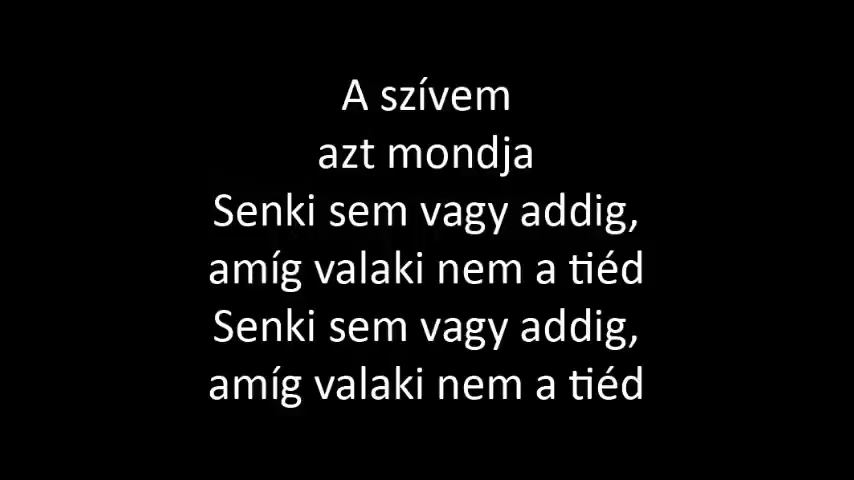 A szívem
azt mondja
Senki sem vagy addig,
amíg valaki nem a tiéd
Senki sem vagy addig,
amíg valaki nem a tiéd